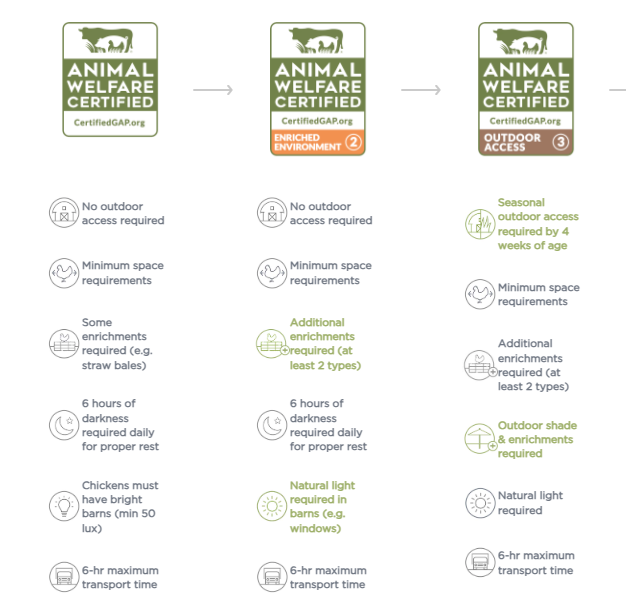 ANIMAL
WELFARE
CERTIFIED
CertifiedGAP.org
No outdoor
access required
Minimum space
requirements
Some
enrichments
required (e.g.
straw bales)
6 hours of
darkness
required daily
for proper rest
Chickens must
have bright
barns (min 50
lux)
6-hr maximum
transport time
ANIMAL
WELFARE
CERTIFIED
CertifiedGAP.org
ENRICHED
ENVIRONMENT 2
No outdoor
access required
Minimum space
requirements
Additional
enrichments
required (at
least 2 types)
6 hours of
darkness
required daily
for proper rest
Natural light
required in
barns (e.g.
windows)
6-hr maximum
transport time
ANIMAL
WELFARE
CERTIFIED
CertifiedGAP.org
OUTDOOR
ACCESS 3
Seasonal
outdoor access
required by 4
weeks of age
Minimum space
requirements
Additional
enrichments
required (at
least 2 types)
Outdoor shade
& enrichments
required
Natural light
required
6-hr maximum
transport time